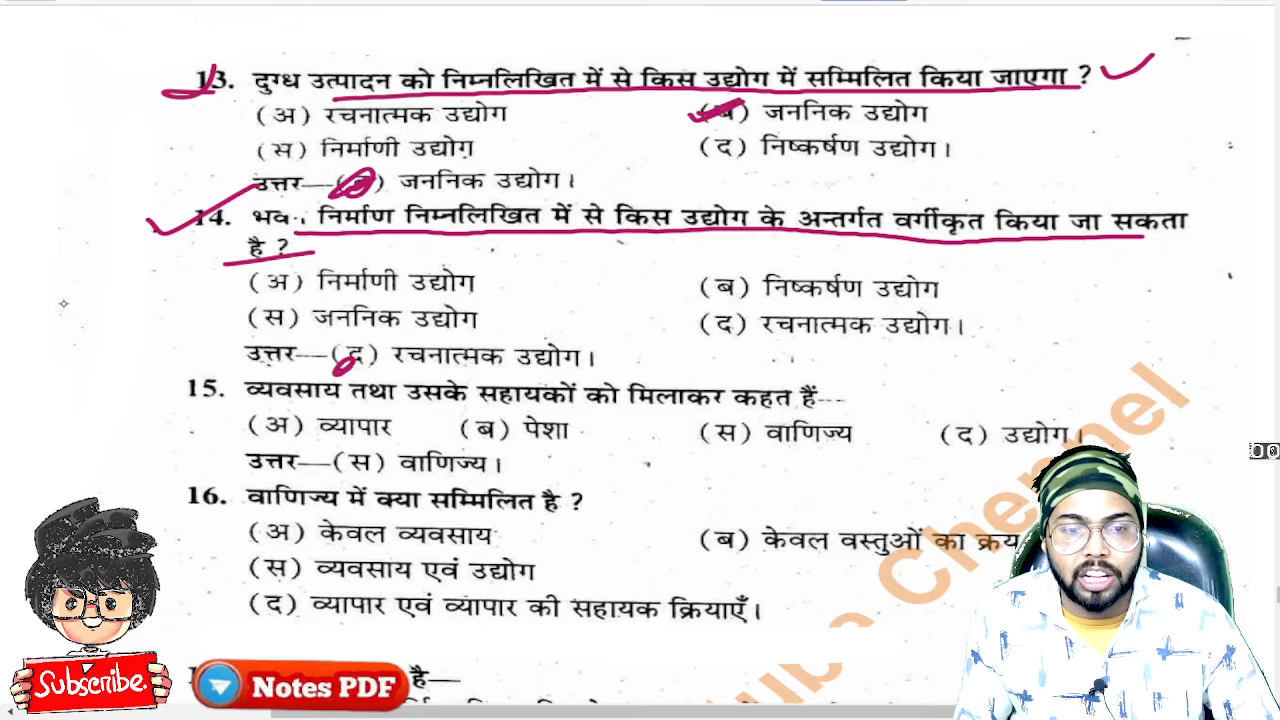 13. दुग्ध उत्पादन को निम्नलिखित में से किस उद्योग में सम्मिलित किया जाएगा ?
(अ) रचनात्मक उद्योग (ब) जननिक उद्योग
(स) निर्माणी उद्योग (द) निष्कर्षण उद्योग।
उत्तर—( ) जननिक उद्योग।
14. भव निर्माण निम्नलिखित में से किस उद्योग के अन्तर्गत वर्गीकृत किया जा सकता
है ?
(अ) निर्माणी उद्योग (ब) निष्कर्षण उद्योग
(स) जननिक उद्योग (द) रचनात्मक उद्योग।
उत्तर—(द) रचनात्मक उद्योग।
15. व्यवसाय तथा उसके सहायकों को मिलाकर कहत हैं—
(अ) व्यापार (ब) पेशा (स) वाणिज्य (द) उद्योग।
उत्तर—(स) वाणिज्य।
16. वाणिज्य में क्या सम्मिलित है ?
(अ) केवल व्यवसाय (ब) केवल वस्तुओं का क्रय
(स) व्यवसाय एवं उद्योग
(द) व्यापार एवं व्यापार की सहायक क्रियाएँ।
है—
Subscribe.
Notes PDF
Chennel